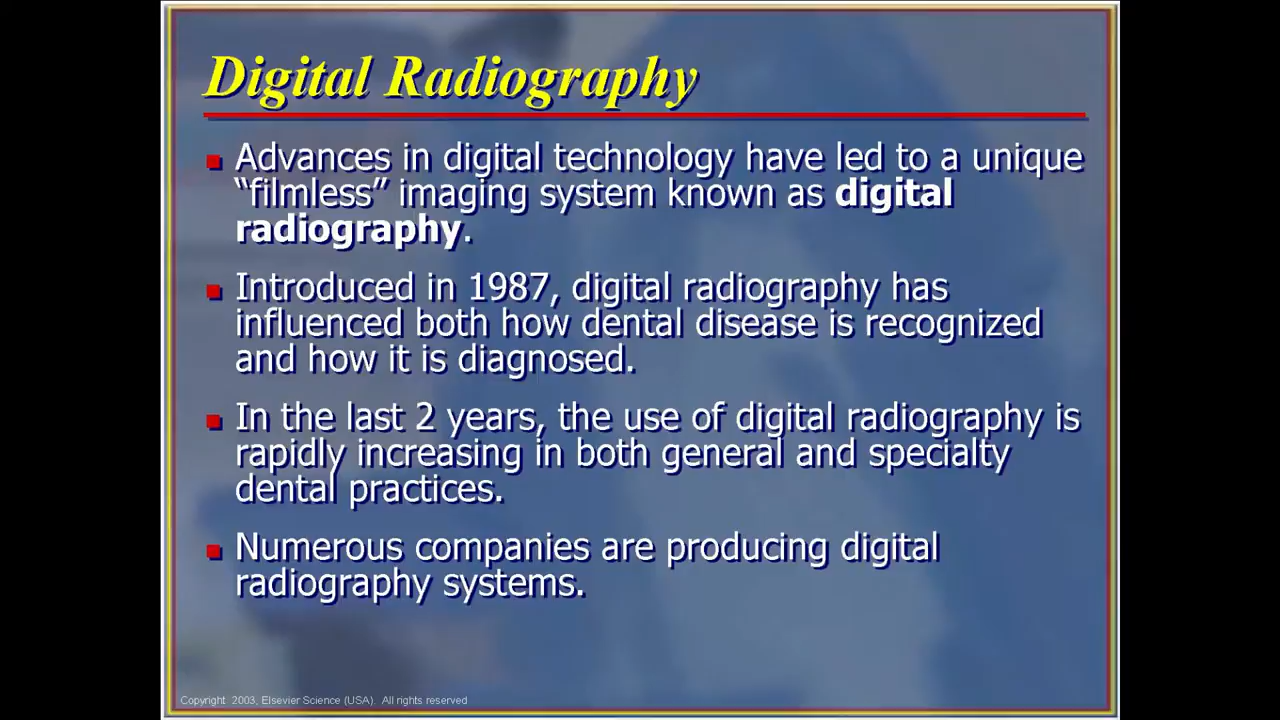 Digital Radiography
Advances in digital technology have led to a unique
“filmless” imaging system known as digital
radiography.
Introduced in 1987, digital radiography has
influenced both how dental disease is recognized
and how it is diagnosed.
In the last 2 years, the use of digital radiography is
rapidly increasing in both general and specialty
dental practices.
Numerous companies are producing digital
radiography systems.
Copyright 2003, Elsevier Science (USA). All rights reserved